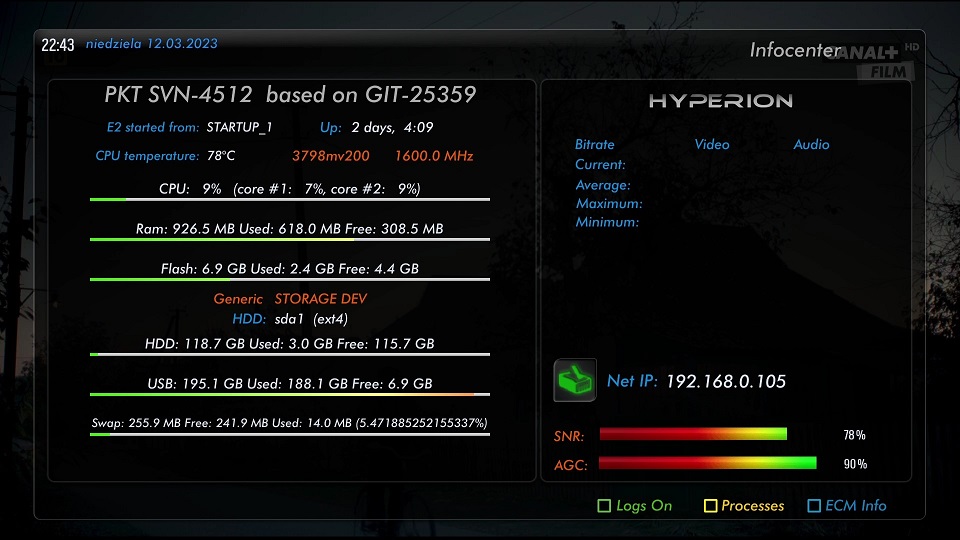 22:43 niedziela 12.03.2023
Infocenter
CANAL+ HD
FILM
PKT SVN-4512 based on GIT-25359
E2 started from: STARTUP_1 Up: 2 days, 4:09
CPU temperature: 78°C 3798mv200 1600.0 MHz
CPU: 9% (core #1: 7%, core #2: 9%)
Ram: 926.5 MB Used: 618.0 MB Free: 308.5 MB
Flash: 6.9 GB Used: 2.4 GB Free: 4.4 GB
Generic STORAGE DEV
HDD: sda1 (ext4)
HDD: 118.7 GB Used: 3.0 GB Free: 115.7 GB
USB: 195.1 GB Used: 188.1 GB Free: 6.9 GB
Swap: 255.9 MB Free: 241.9 MB Used: 14.0 MB (5.471885252155337%)
HYPERION
Bitrate Video Audio
Current:
Average:
Maximum:
Minimum:
Net IP: 192.168.0.105
SNR: 78%
AGC: 90%
Logs On Processes ECM Info